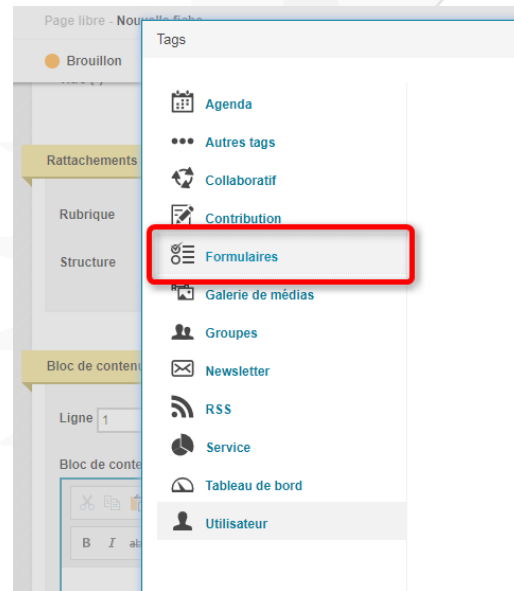 Page libre - Nouvelle fiche
Tags
Brouillon
Agenda
Autres tags
Rattachements
Collaboratif
Rubrique
Contribution
Structure
Formulaires
Galerie de médias
Groupes
Bloc de contenu
Newsletter
Ligne 1
RSS
Service
Bloc de conte
Tableau de bord
Utilisateur
B I ab